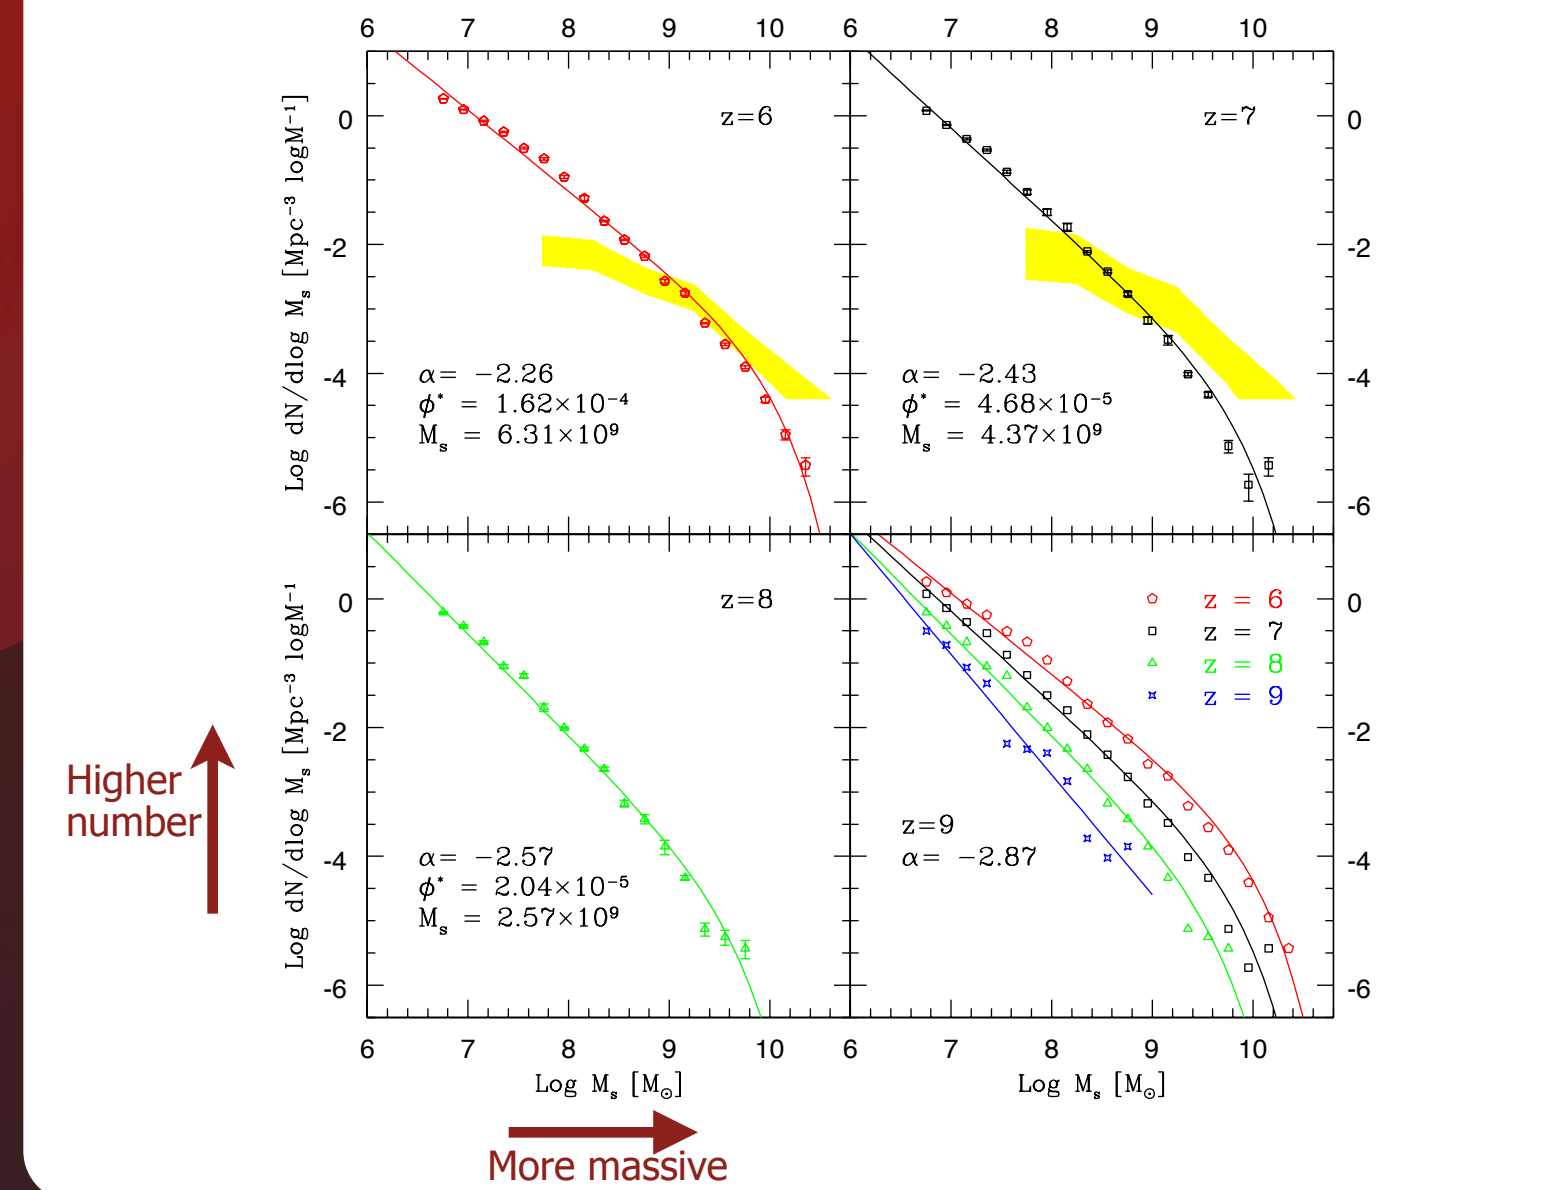 6 7 8 9 10 6 7 8 9 10
Log dN/dlog Mₛ [Mpc⁻³ logM⁻¹]
0
-2
-4
-6
z=6
α= −2.26
ϕ* = 1.62×10⁻⁴
Mₛ = 6.31×10⁹
z=7
α= −2.43
ϕ* = 4.68×10⁻⁵
Mₛ = 4.37×10⁹
0
-2
-4
-6
Log dN/dlog Mₛ [Mpc⁻³ logM⁻¹]
0
-2
-4
-6
z=8
α= −2.57
ϕ* = 2.04×10⁻⁵
Mₛ = 2.57×10⁹
z = 6
z = 7
z = 8
z = 9
z=9
α= −2.87
0
-2
-4
-6
Higher
number
6 7 8 9 10 6 7 8 9 10
Log Mₛ [M⊙] Log Mₛ [M⊙]
More massive